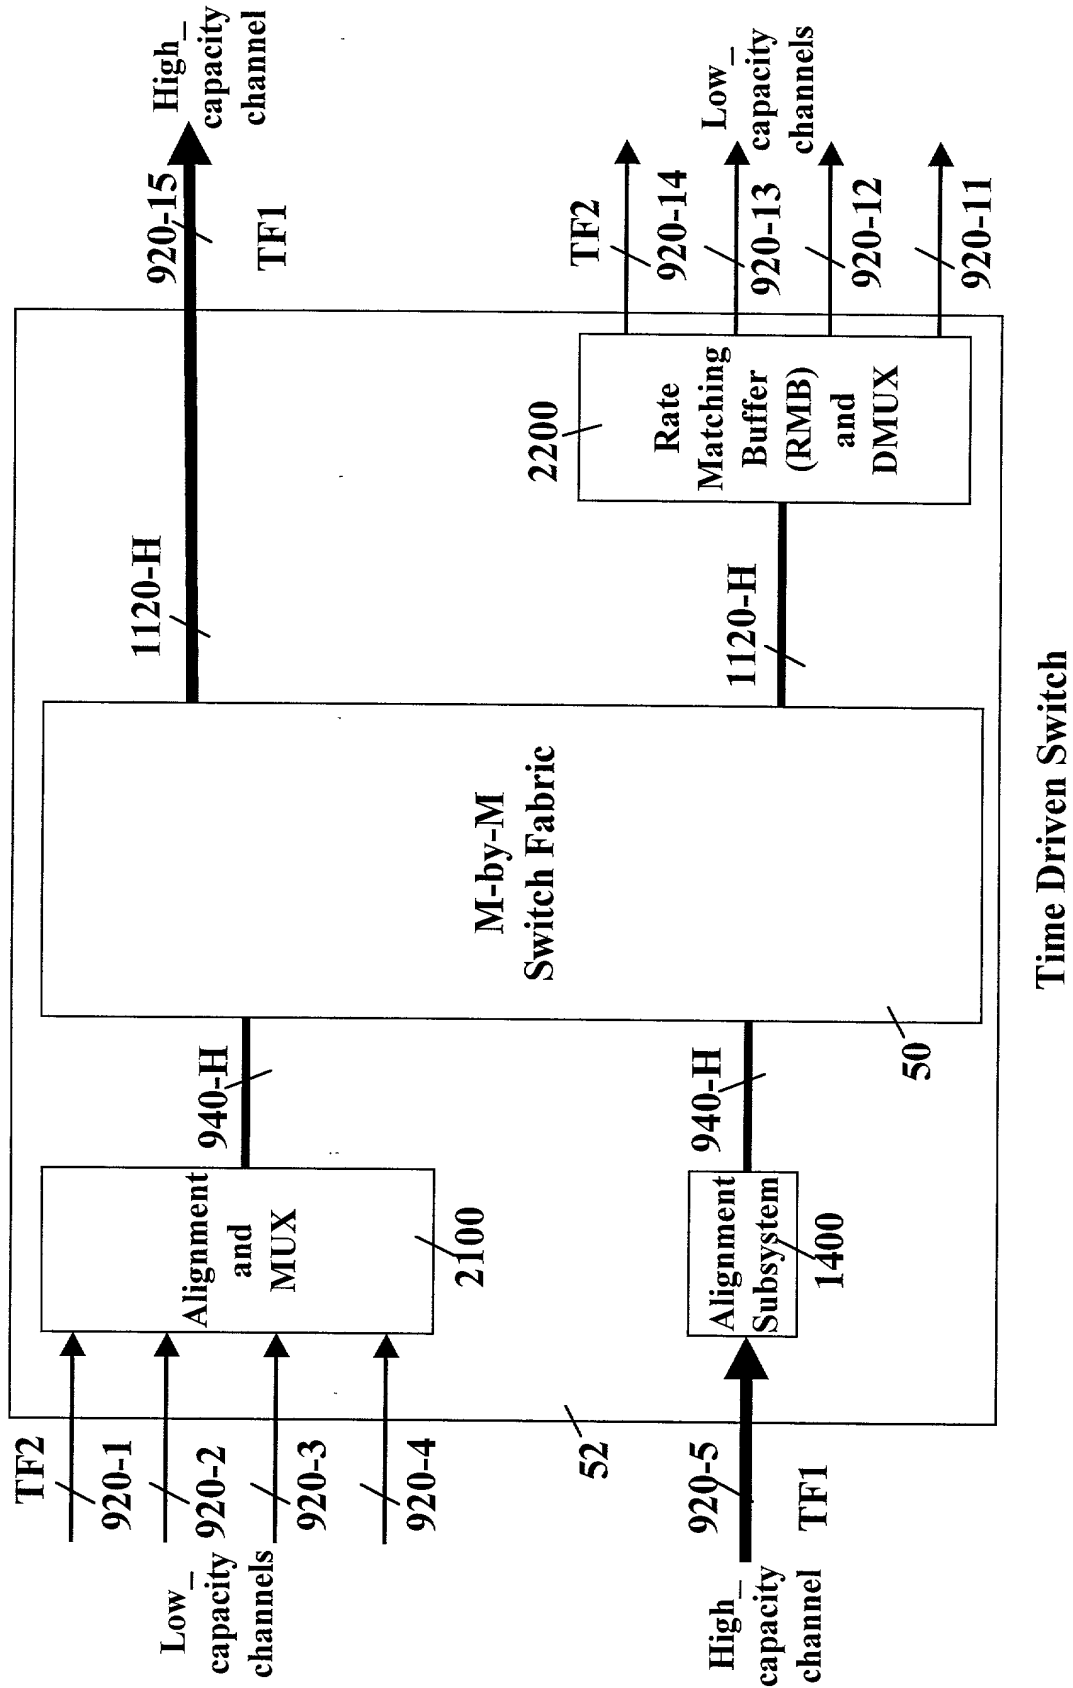 Low_
capacity
channels
TF2
920-1
920-2
920-3
920-4
Alignment
and
MUX
2100
940-H
High_
capacity
channel
920-5
TF1
52
Alignment
Subsystem
1400
940-H
50
M-by-M
Switch Fabric
1120-H
920-15
TF1
High_
capacity
channel
1120-H
2200
Rate
Matching
Buffer
(RMB)
and
DMUX
TF2
920-14
920-13
920-12
920-11
Low_
capacity
channels
Time Driven Switch